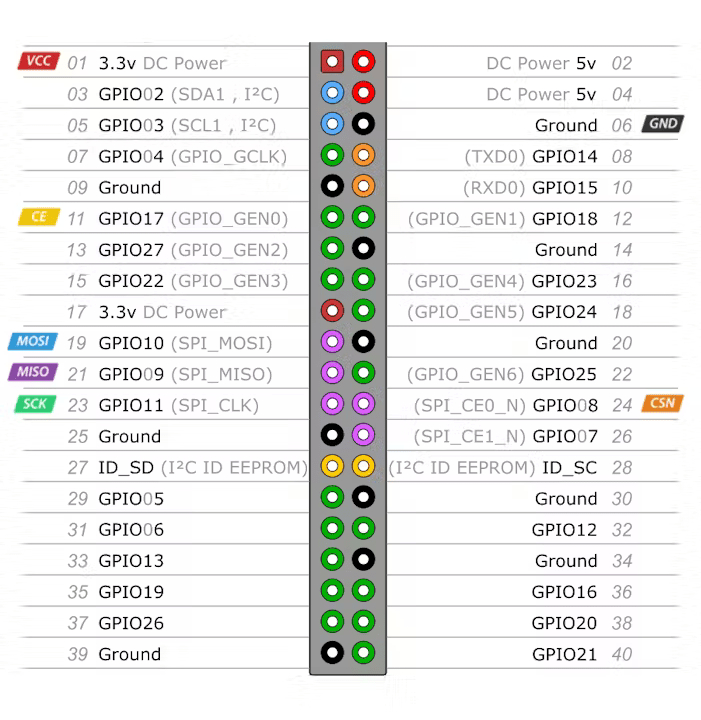 VCC 01 3.3v DC Power DC Power 5v 02
03 GPIO02 (SDA1 , I²C) DC Power 5v 04
05 GPIO03 (SCL1 , I²C) Ground 06 GND
07 GPIO04 (GPIO_GCLK) (TXD0) GPIO14 08
09 Ground (RXD0) GPIO15 10
CE 11 GPIO17 (GPIO_GEN0) (GPIO_GEN1) GPIO18 12
13 GPIO27 (GPIO_GEN2) Ground 14
15 GPIO22 (GPIO_GEN3) (GPIO_GEN4) GPIO23 16
17 3.3v DC Power (GPIO_GEN5) GPIO24 18
MOSI 19 GPIO10 (SPI_MOSI) Ground 20
MISO 21 GPIO09 (SPI_MISO) (GPIO_GEN6) GPIO25 22
SCK 23 GPIO11 (SPI_CLK) (SPI_CE0_N) GPIO08 24 CSN
25 Ground (SPI_CE1_N) GPIO07 26
27 ID_SD (I²C ID EEPROM) (I²C ID EEPROM) ID_SC 28
29 GPIO05 Ground 30
31 GPIO06 GPIO12 32
33 GPIO13 Ground 34
35 GPIO19 GPIO16 36
37 GPIO26 GPIO20 38
39 Ground GPIO21 40